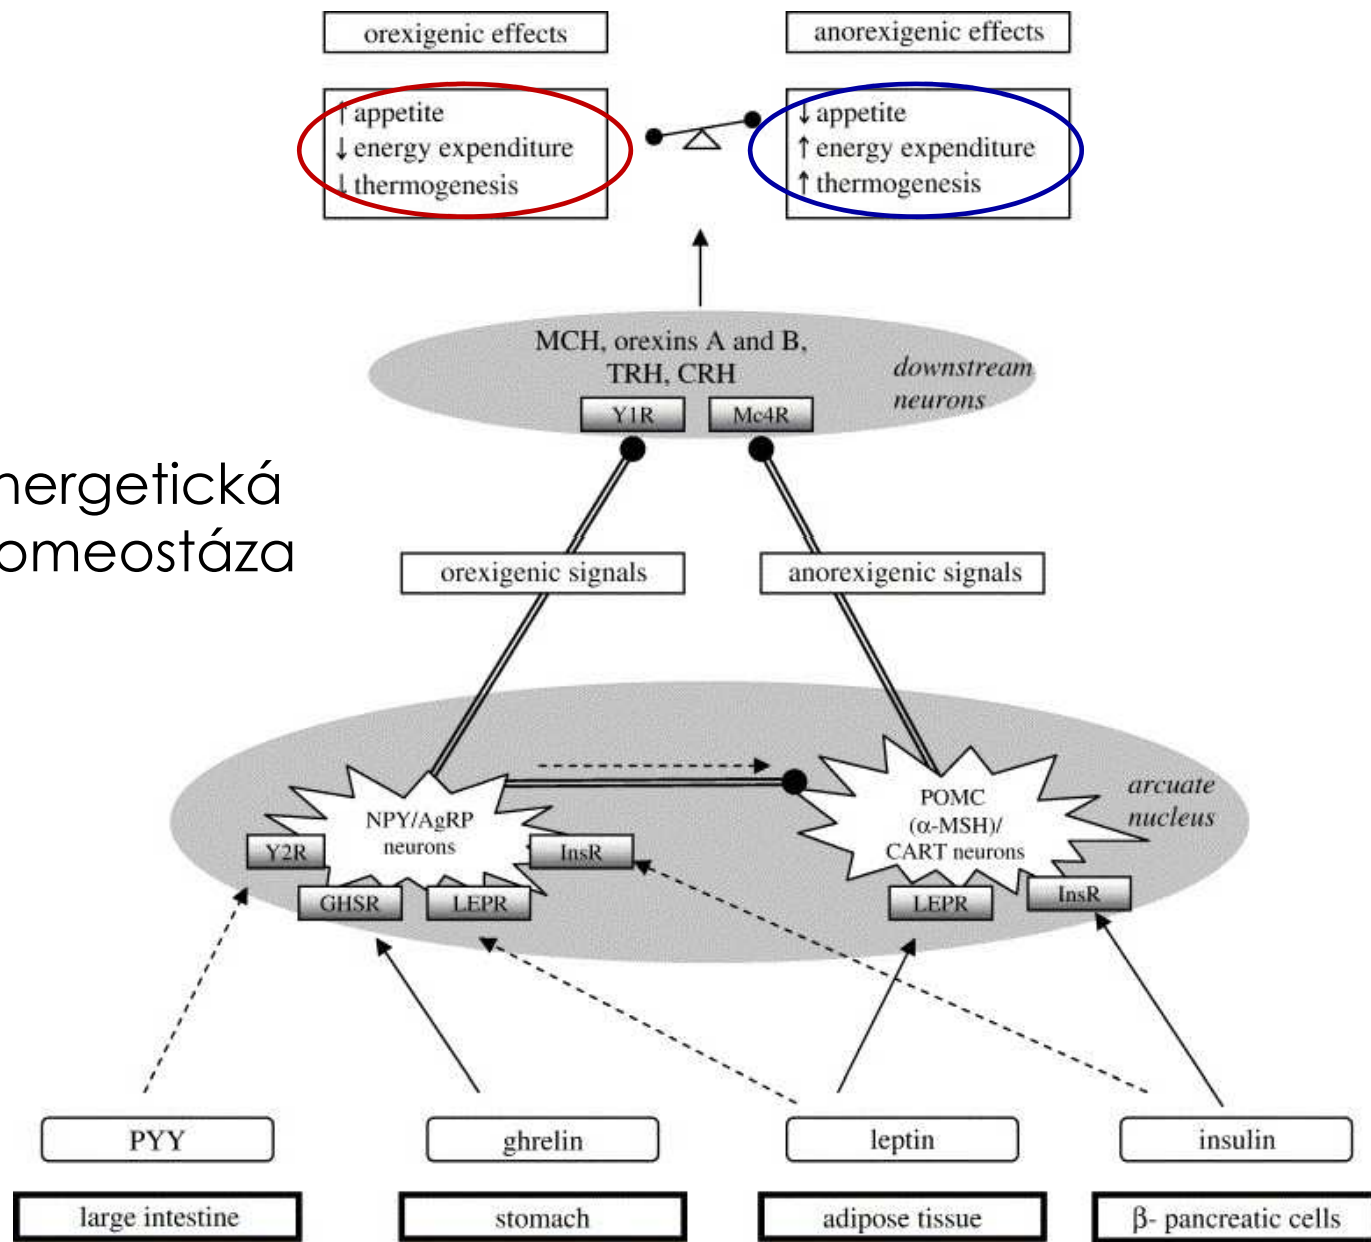 orexigenic effects
anorexigenic effects
↑ appetite
↓ energy expenditure
↓ thermogenesis
↓ appetite
↑ energy expenditure
↑ thermogenesis
MCH, orexins A and B,
TRH, CRH
downstream
neurons
Y1R
Mc4R
nergetická
omeostáza
orexigenic signals
anorexigenic signals
NPY/AgRP
neurons
POMC
(α-MSH)/
CART neurons
arcuate
nucleus
Y2R
InsR
GHSR
LEPR
LEPR
InsR
PYY
ghrelin
leptin
insulin
large intestine
stomach
adipose tissue
β- pancreatic cells